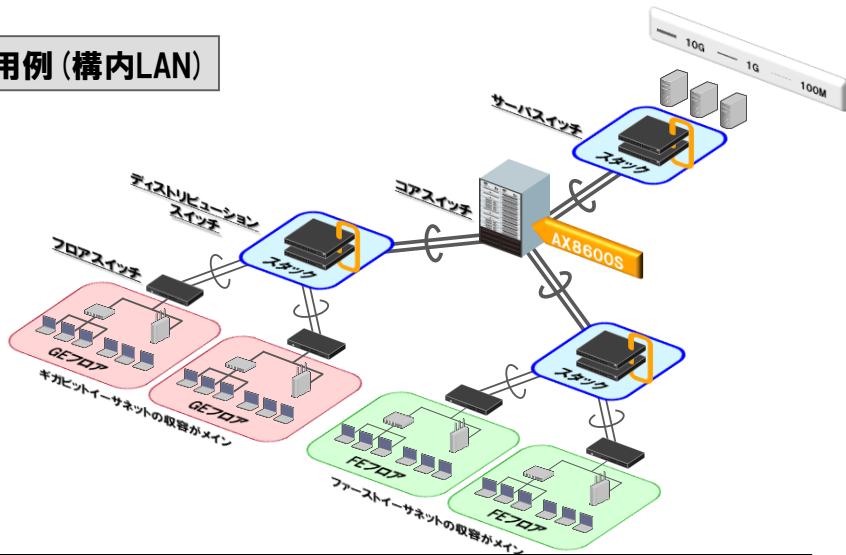 用例(構内LAN)
10G
1G
100M
サーバスイッチ
スタック
コアスイッチ
AX8600S
ディストリビューション
スイッチ
スタック
フロアスイッチ
GEフロア
GEフロア
ギガビットイーサネットの収容がメイン
スタック
FEフロア
FEフロア
ファーストイーサネットの収容がメイン